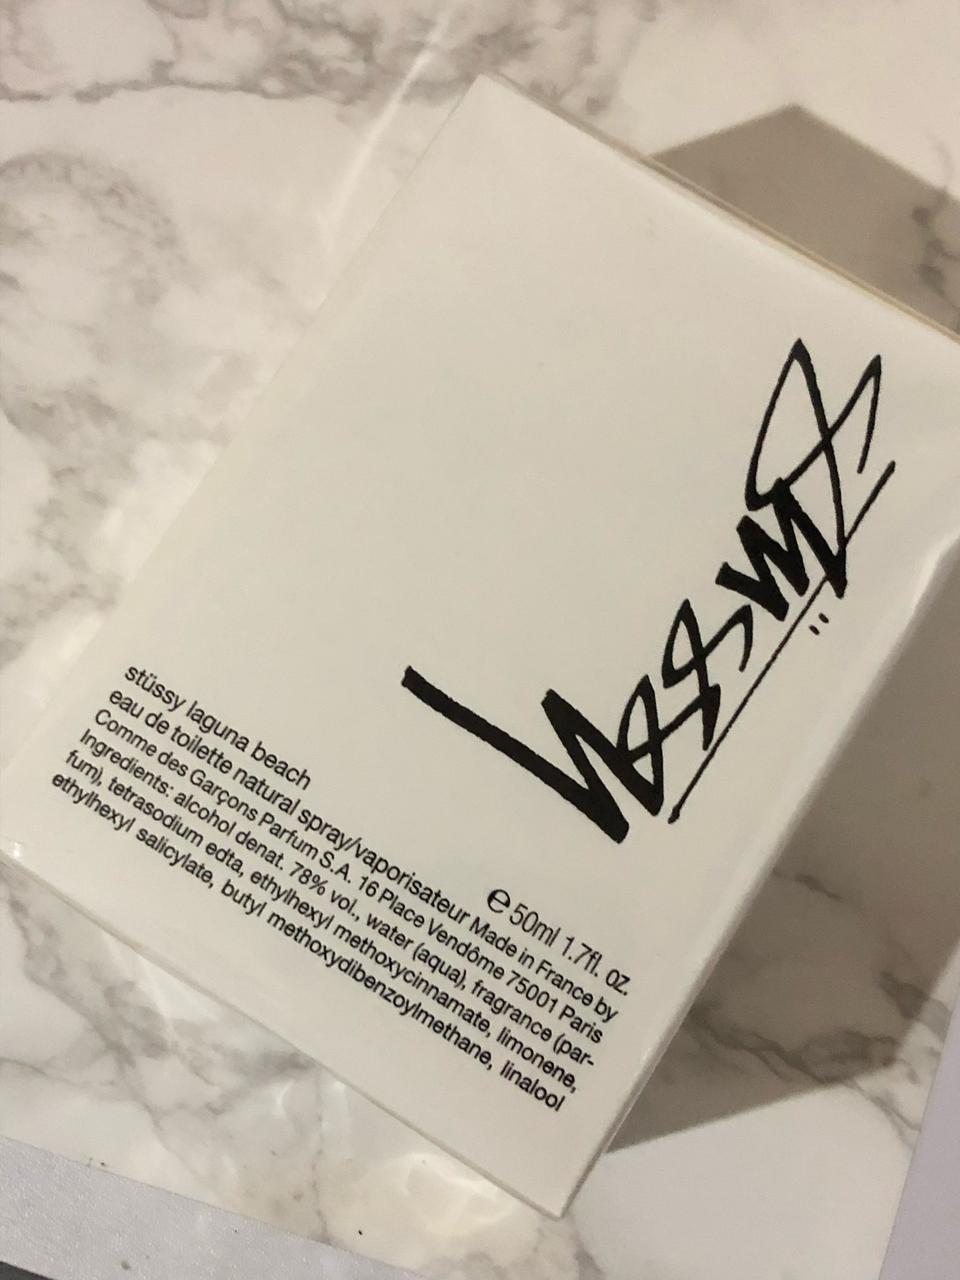 Stüssy
stüssy laguna beach
℮ 50ml 1.7fl. oz.
eau de toilette natural spray/vaporisateur Made in France by
Comme des Garçons Parfum S.A. 16 Place Vendôme 75001 Paris
Ingredients: alcohol denat. 78% vol., water (aqua), fragrance (par-
fum), tetrasodium edta, ethylhexyl methoxycinnamate, limonene,
ethylhexyl salicylate, butyl methoxydibenzoylmethane, linalool